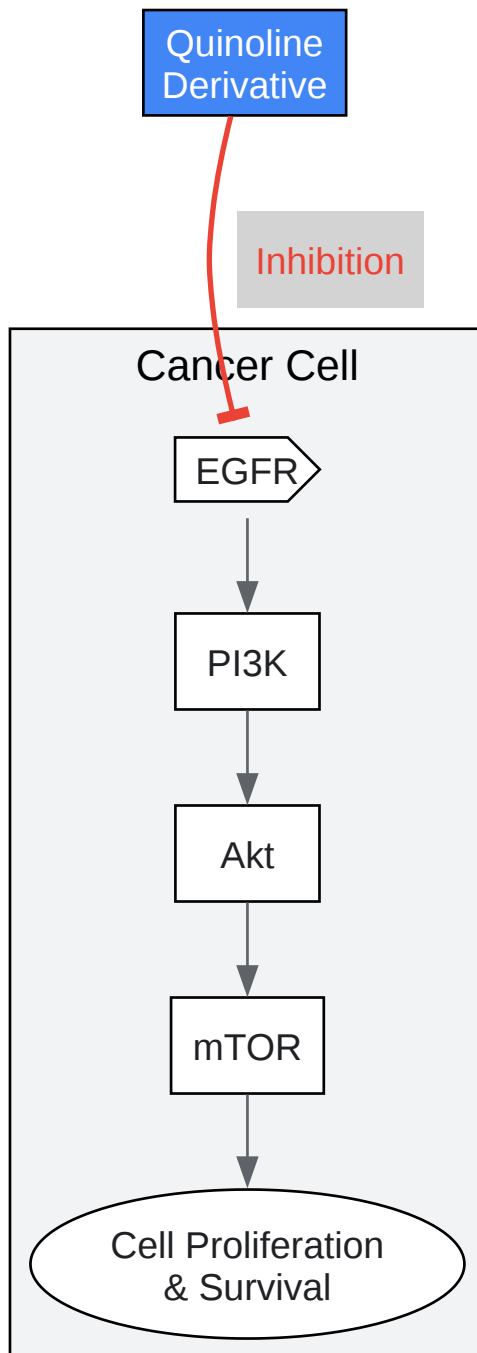 Quinoline
Derivative
Inhibition
Cancer Cell
EGFR
PI3K
Akt
mTOR
Cell Proliferation
& Survival